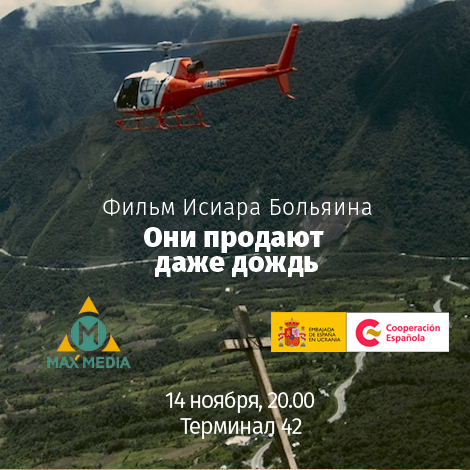 Фильм Исиара Больяина
Они продают
даже дождь
M
MAX MEDIA
EMBAJADA
DE ESPAÑA
EN UCRANIA
Cooperación
Española
14 ноября, 20.00
Терминал 42